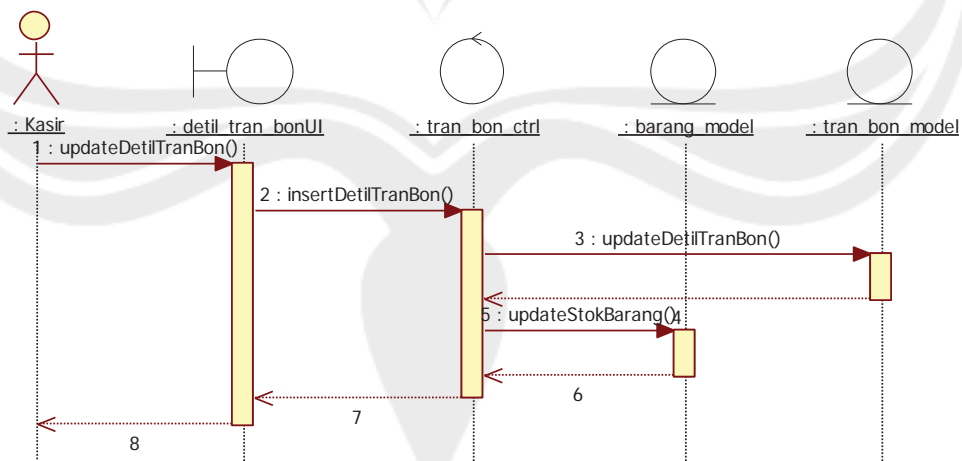 : Kasir
: detil_tran_bonUI
: tran_bon_ctrl
: barang_model
: tran_bon_model
1 : updateDetilTranBon()
2 : insertDetilTranBon()
3 : updateDetilTranBon()
4
5 : updateStokBarang()
6
7
8